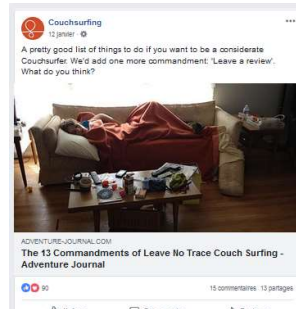 Couchsurfing
12 janvier
A pretty good list of things to do if you want to be a considerate
Couchsurfer. We'd add one more commandment: 'Leave a review'.
What do you think?
ADVENTURE-JOURNAL.COM
The 13 Commandments of Leave No Trace Couch Surfing -
Adventure Journal
90
15 commentaires 13 partages